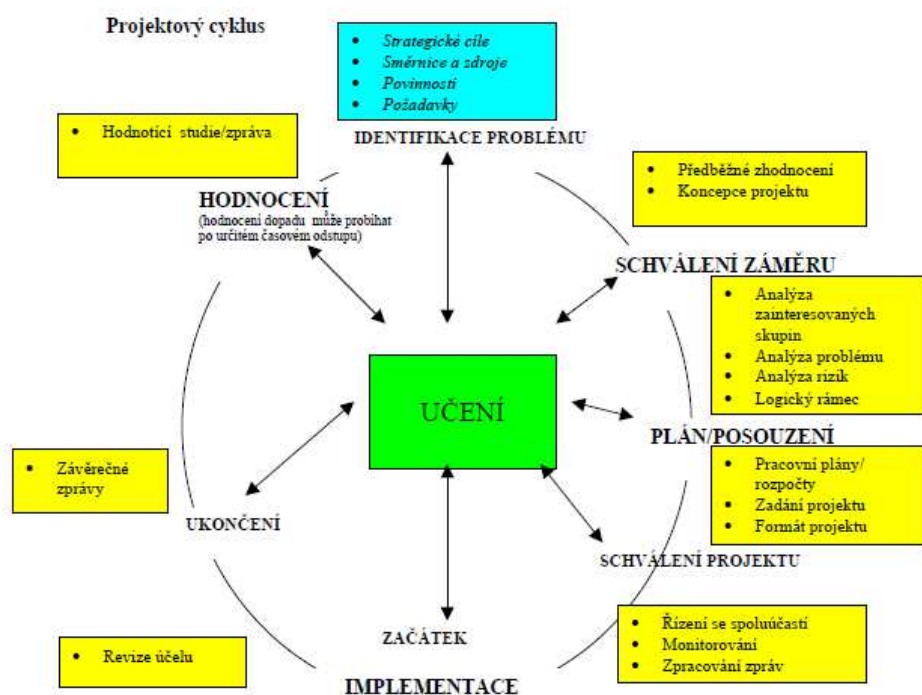 Projektový cyklus
• Strategické cíle
• Směrnice a zdroje
• Povinnosti
• Požadavky
IDENTIFIKACE PROBLÉMU
• Hodnotící studie/zpráva
HODNOCENÍ
(hodnocení dopadu může probíhat
po určitém časovém odstupu)
• Předběžné zhodnocení
• Koncepce projektu
SCHVÁLENÍ ZÁMĚRU
• Analýza
zainteresovaných
skupin
• Analýza problému
• Analýza rizik
• Logický rámec
UČENÍ
PLÁN/POSOUZENÍ
• Pracovní plány/
rozpočty
• Zadání projektu
• Formát projektu
• Závěrečné
zprávy
UKONČENÍ
SCHVÁLENÍ PROJEKTU
• Řízení se spoluúčastí
• Monitorování
• Zpracování zpráv
ZAČÁTEK
• Revize účelu
IMPLEMENTACE